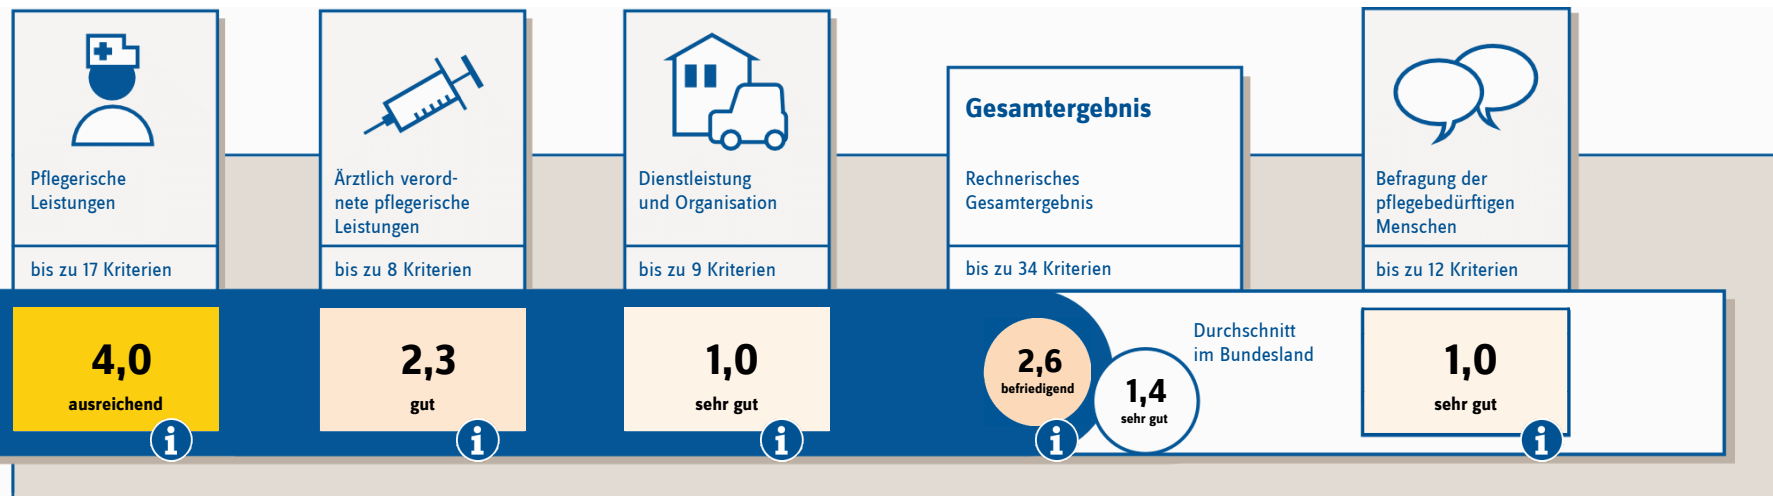 Pflegerische
Leistungen
bis zu 17 Kriterien
4,0
ausreichend
i
Ärztlich verord-
nete pflegerische
Leistungen
bis zu 8 Kriterien
2,3
gut
i
Dienstleistung
und Organisation
bis zu 9 Kriterien
1,0
sehr gut
i
Gesamtergebnis
Rechnerisches
Gesamtergebnis
bis zu 34 Kriterien
2,6
befriedigend
i
Durchschnitt
im Bundesland
1,4
sehr gut
Befragung der
pflegebedürftigen
Menschen
bis zu 12 Kriterien
1,0
sehr gut
i